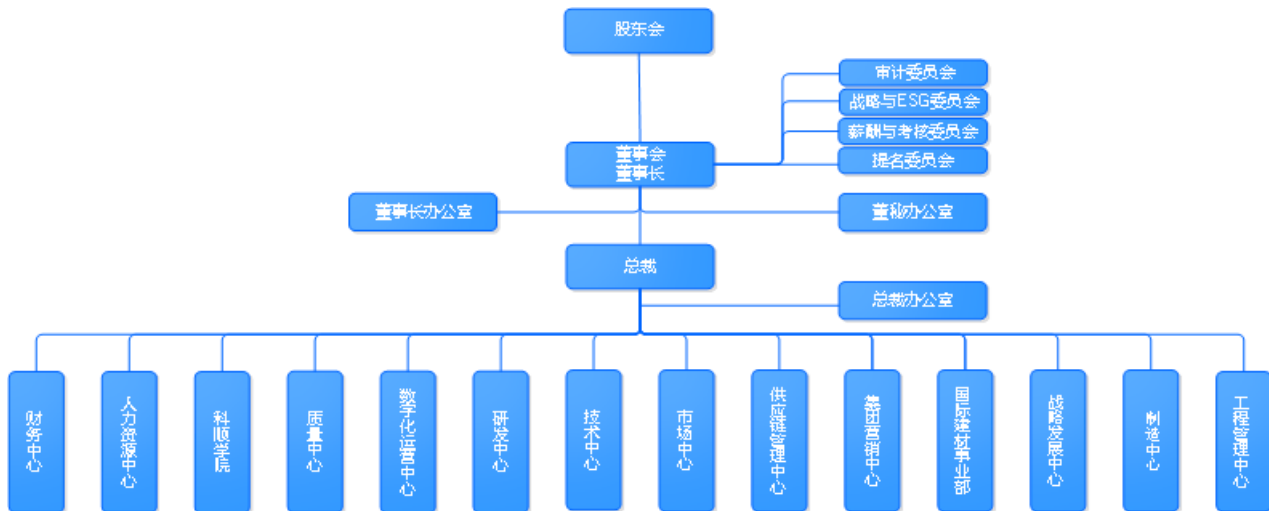 股东会
审计委员会
战略与ESG委员会
薪酬与考核委员会
提名委员会
董事会
董事长
董事长办公室
董秘办公室
总裁
总裁办公室
财务中心
人力资源中心
科顺学院
质量中心
数字化运营中心
研发中心
技术中心
市场中心
供应链管理中心
集团营销中心
国际建材事业部
战略发展中心
制造中心
工程管理中心